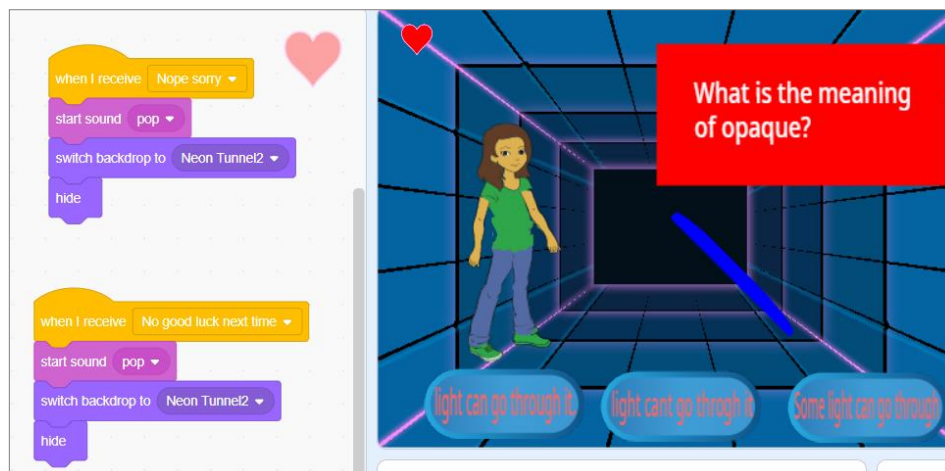 when I receive Nope sorry
start sound pop
switch backdrop to Neon Tunnel2
hide
when I receive No good luck next time
start sound pop
switch backdrop to Neon Tunnel2
hide
What is the meaning
of opaque?
light can go through it.
light cant go throgh it
Some light can go through